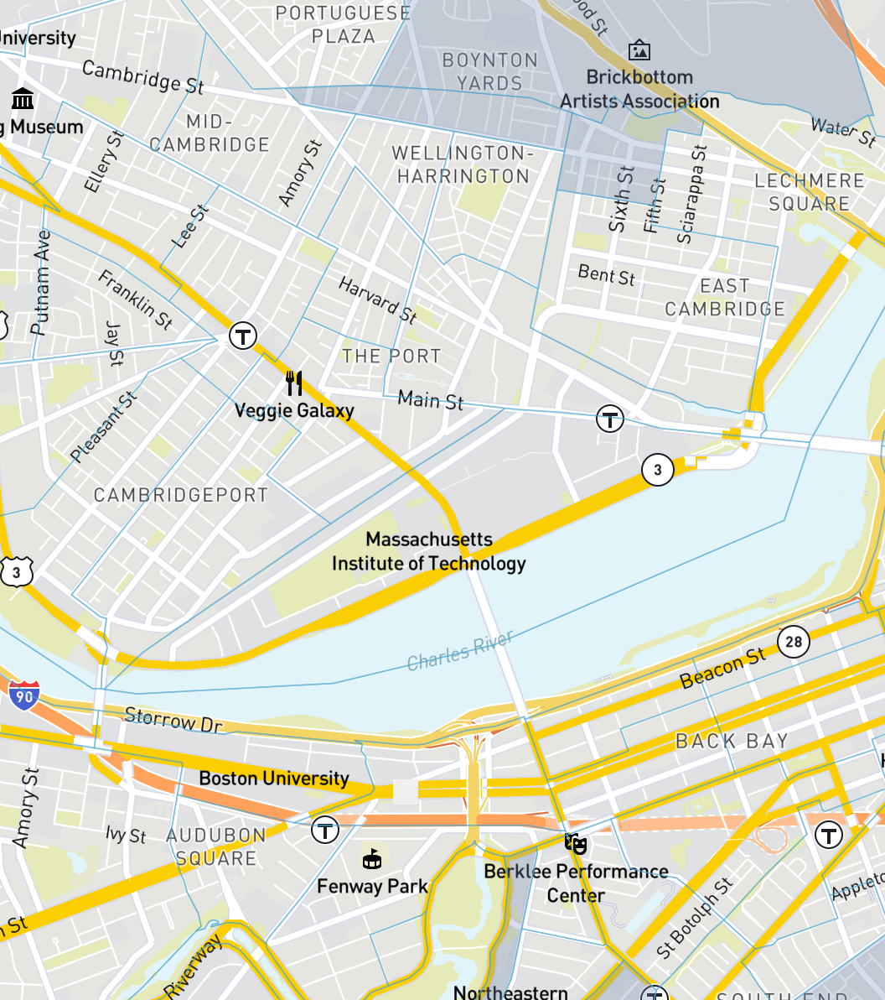 PORTUGUESE
PLAZA
University
Cambridge St
BOYNTON
YARDS
Brickbottom
Artists Association
g Museum
MID-
CAMBRIDGE
Ellery St
Amory St
Lee St
WELLINGTON-
HARRINGTON
Water St
Sixth St
Fifth St
Sciarappa St
LECHMERE
SQUARE
Putnam Ave
Franklin St
Jay St
Harvard St
Bent St
EAST
CAMBRIDGE
T
THE PORT
Veggie Galaxy
Main St
T
Pleasant St
3
CAMBRIDGEPORT
Massachusetts
Institute of Technology
3
Charles River
28
Beacon St
90
Storrow Dr
BACK BAY
Boston University
Amory St
Ivy St
AUDUBON
SQUARE
T
T
Fenway Park
Berklee Performance
Center
St Botolph St
Appleto
n St
Riverway
Northeastern
T
SOUTH END